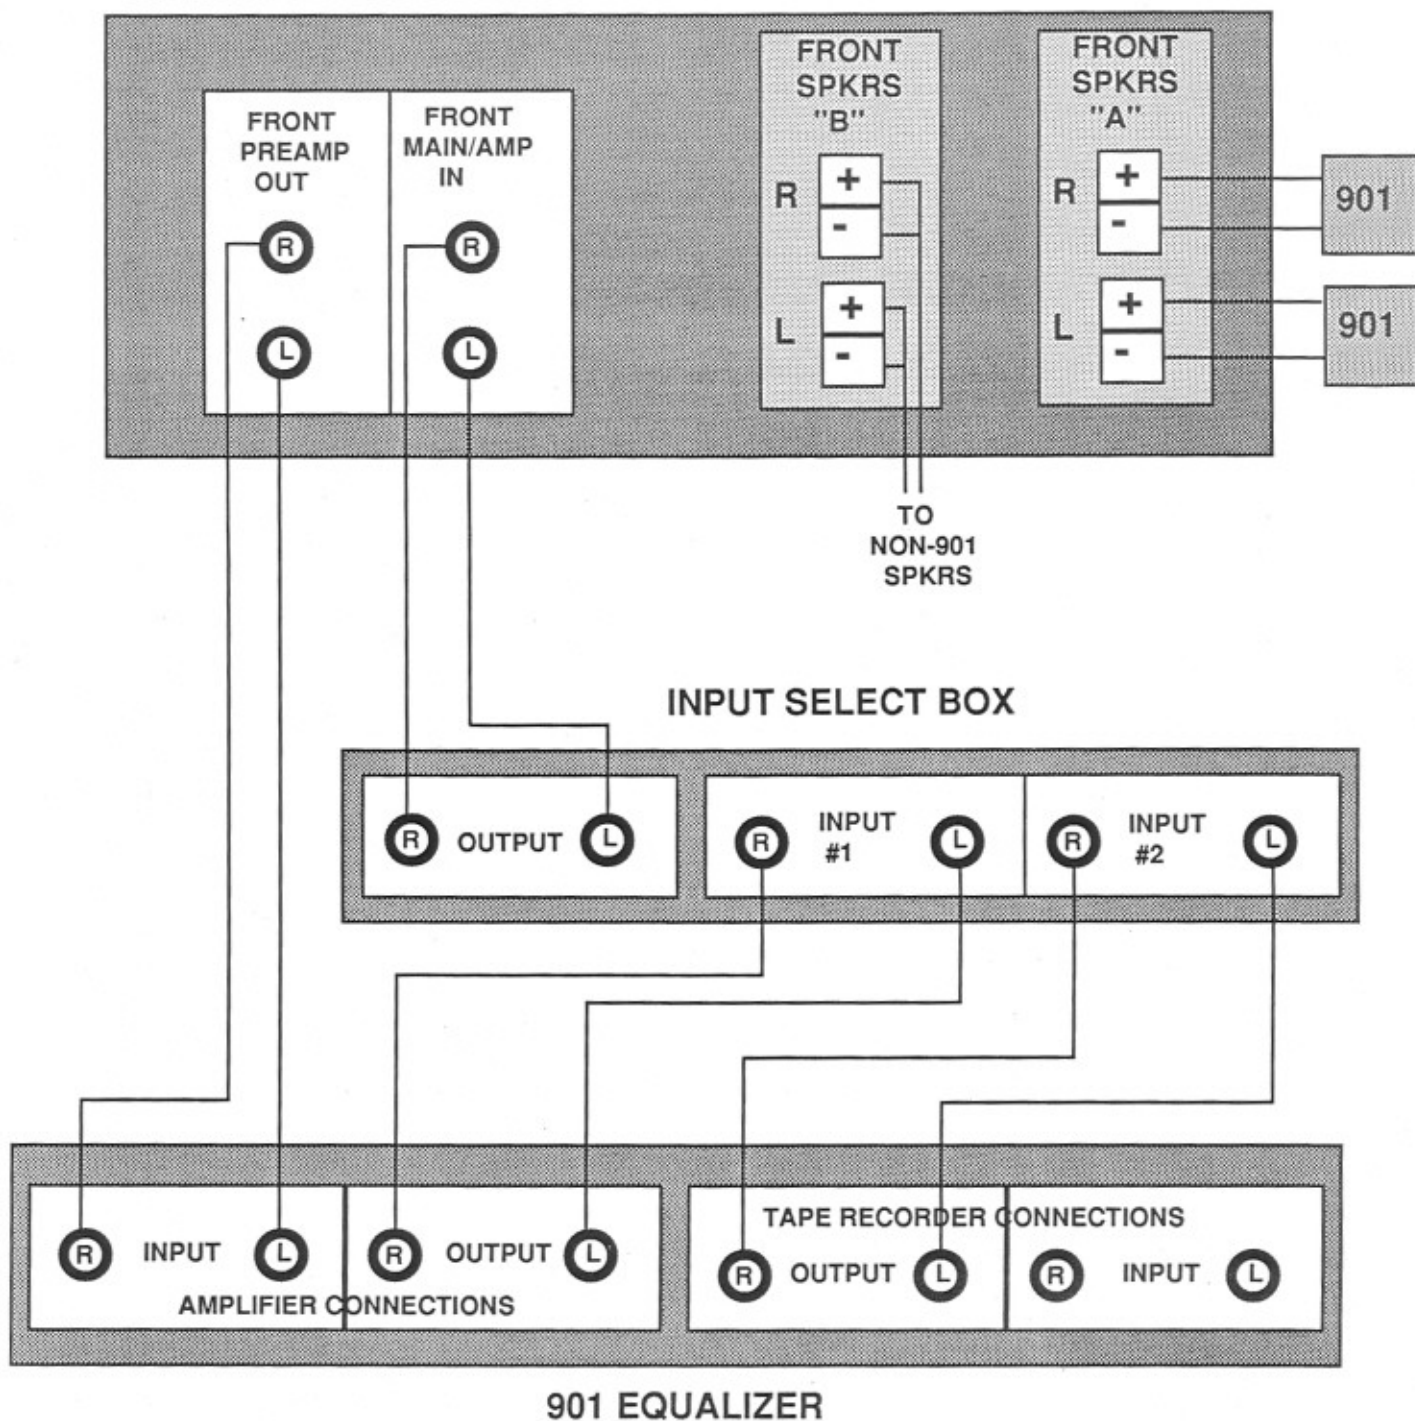 FRONT
PREAMP
OUT
R
L
FRONT
MAIN/AMP
IN
R
L
FRONT
SPKRS
"B"
R
+
-
L
+
-
FRONT
SPKRS
"A"
R
+
-
L
+
-
901
901
TO
NON-901
SPKRS
INPUT SELECT BOX
R OUTPUT L
R INPUT L
#1
R INPUT L
#2
R INPUT L
R OUTPUT L
AMPLIFIER CONNECTIONS
TAPE RECORDER CONNECTIONS
R OUTPUT L
R INPUT L
901 EQUALIZER